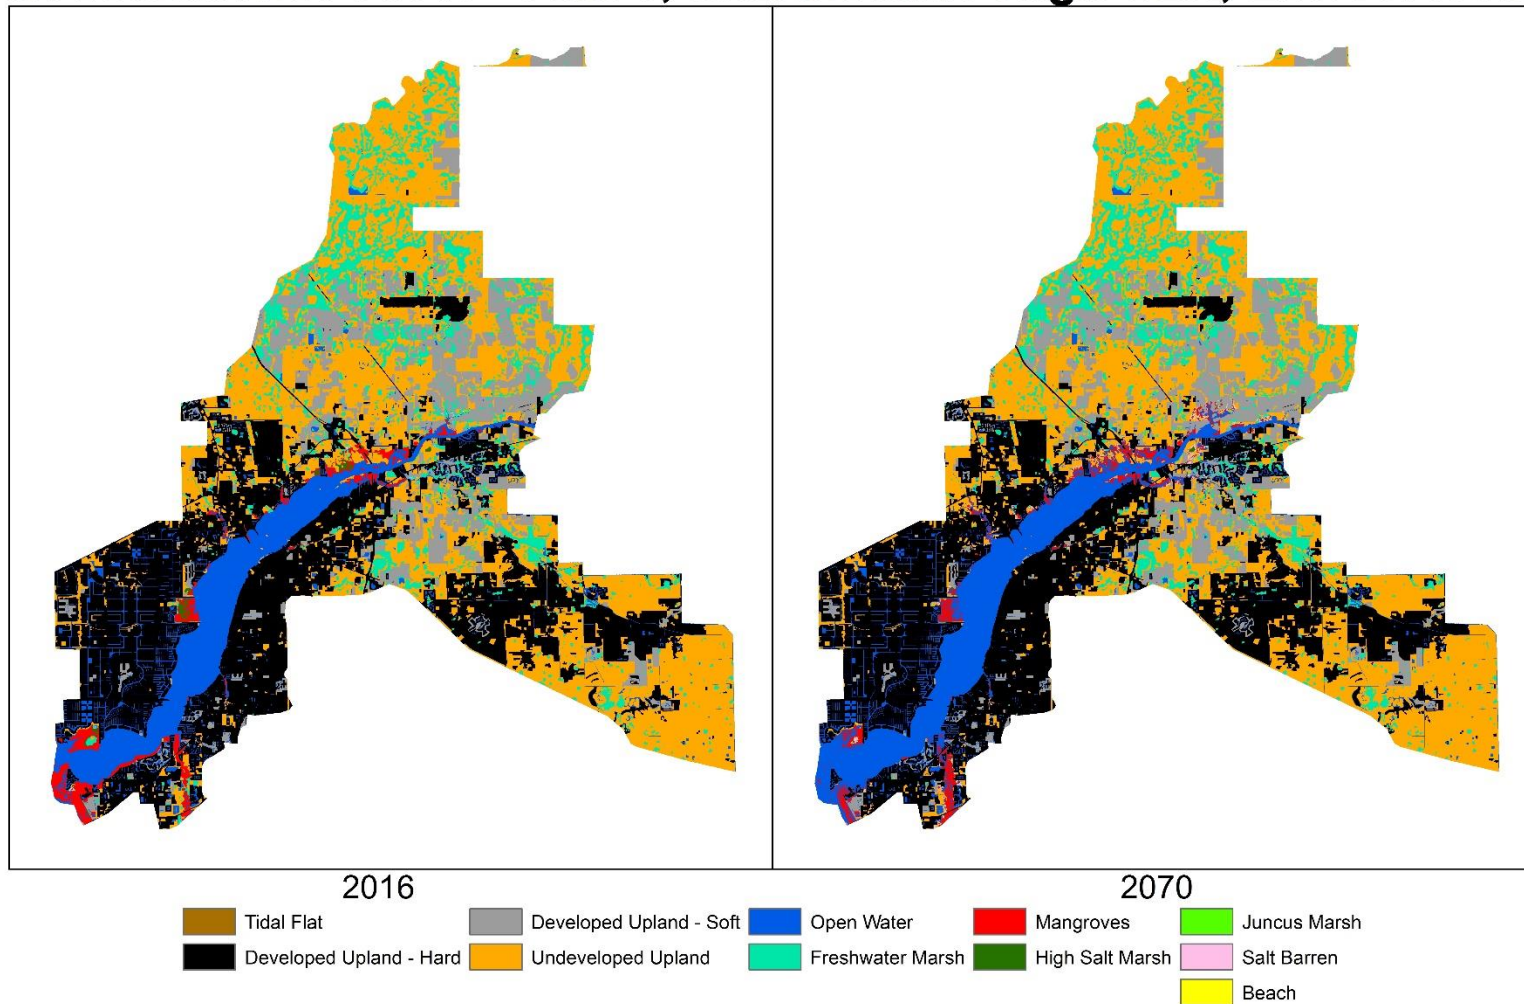 2016
2070
Tidal Flat
Developed Upland - Soft
Open Water
Mangroves
Juncus Marsh
Developed Upland - Hard
Undeveloped Upland
Freshwater Marsh
High Salt Marsh
Salt Barren
Beach